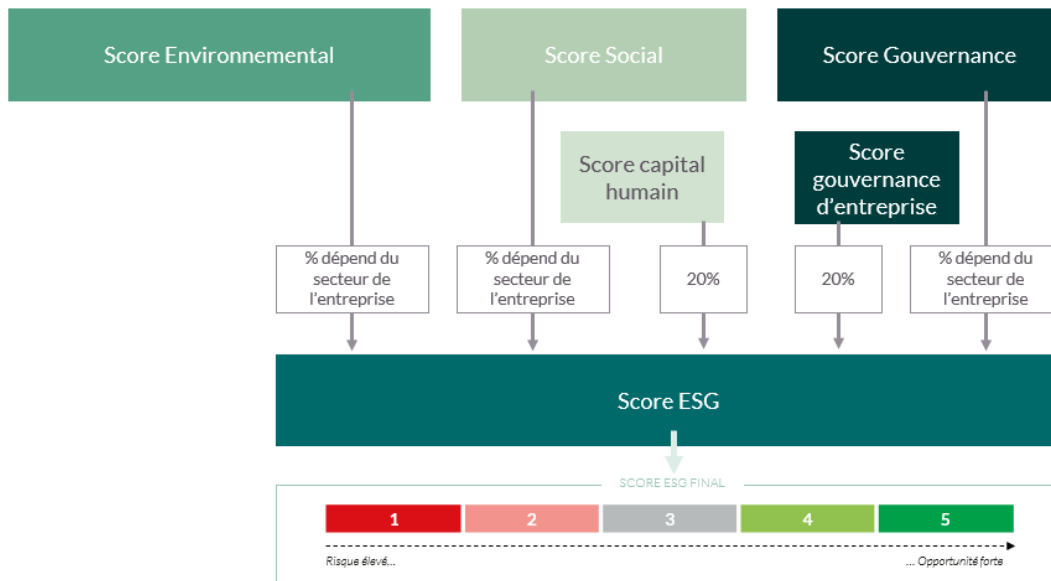 Score Environnemental
Score Social
Score Gouvernance
Score capital
humain
Score
gouvernance
d'entreprise
% dépend du
secteur de
l'entreprise
% dépend du
secteur de
l'entreprise
20%
20%
% dépend du
secteur de
l'entreprise
Score ESG
SCORE ESG FINAL
1
2
3
4
5
Risque élevé...
... Opportunité forte